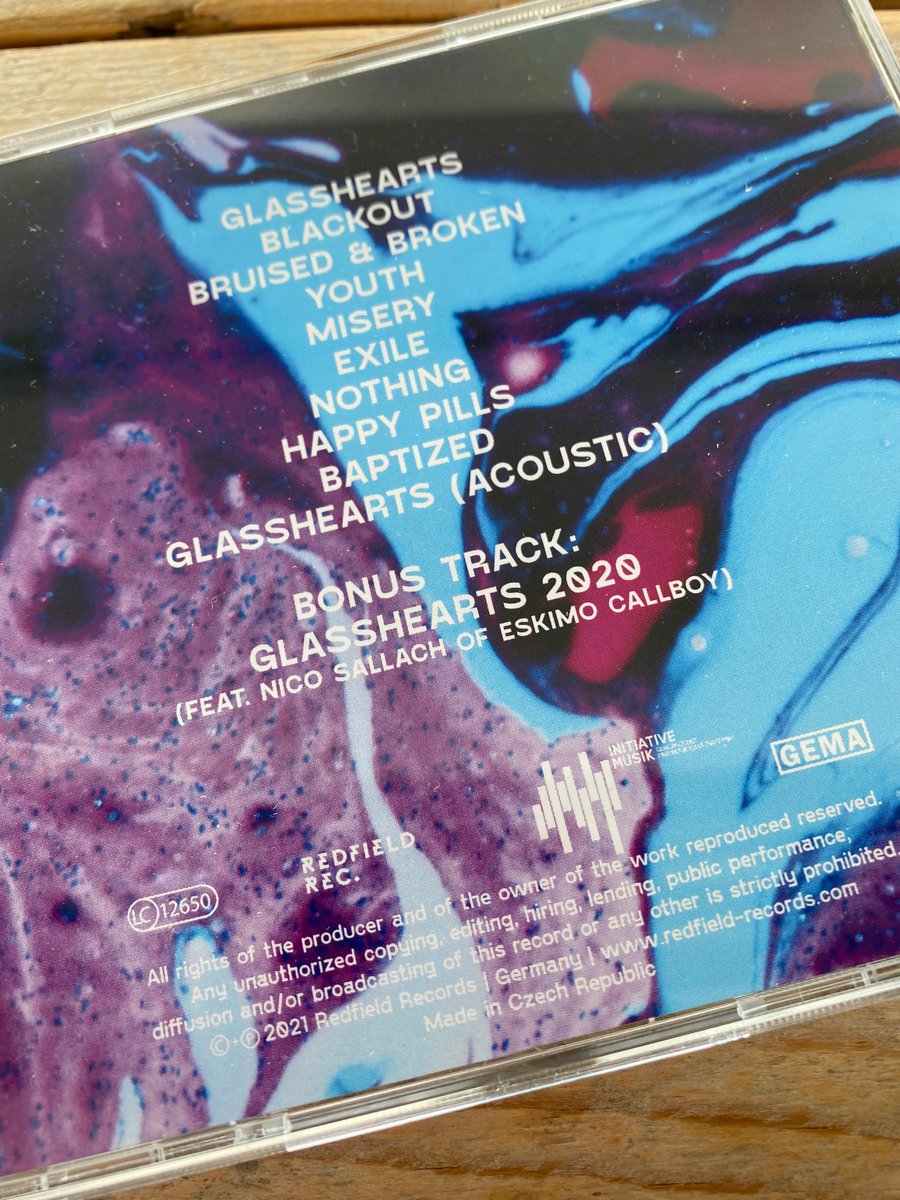 GLASSHEARTS
BLACKOUT
BRUISED & BROKEN
YOUTH
MISERY
EXILE
NOTHING
HAPPY PILLS
BAPTIZED
GLASSHEARTS (ACOUSTIC)
BONUS TRACK:
GLASSHEARTS 2020
(FEAT. NICO SALLACH OF ESKIMO CALLBOY)
INITIATIVE
MUSIK
GEMA
REDFIELD
REC.
LC 12650
All rights of the producer and of the owner of the work reproduced reserved.
Any unauthorized copying, editing, hiring, lending, public performance,
diffusion and/or broadcasting of this record or any other is strictly prohibited.
©+℗ 2021 Redfield Records | Germany | www.redfield-records.com
Made in Czech Republic